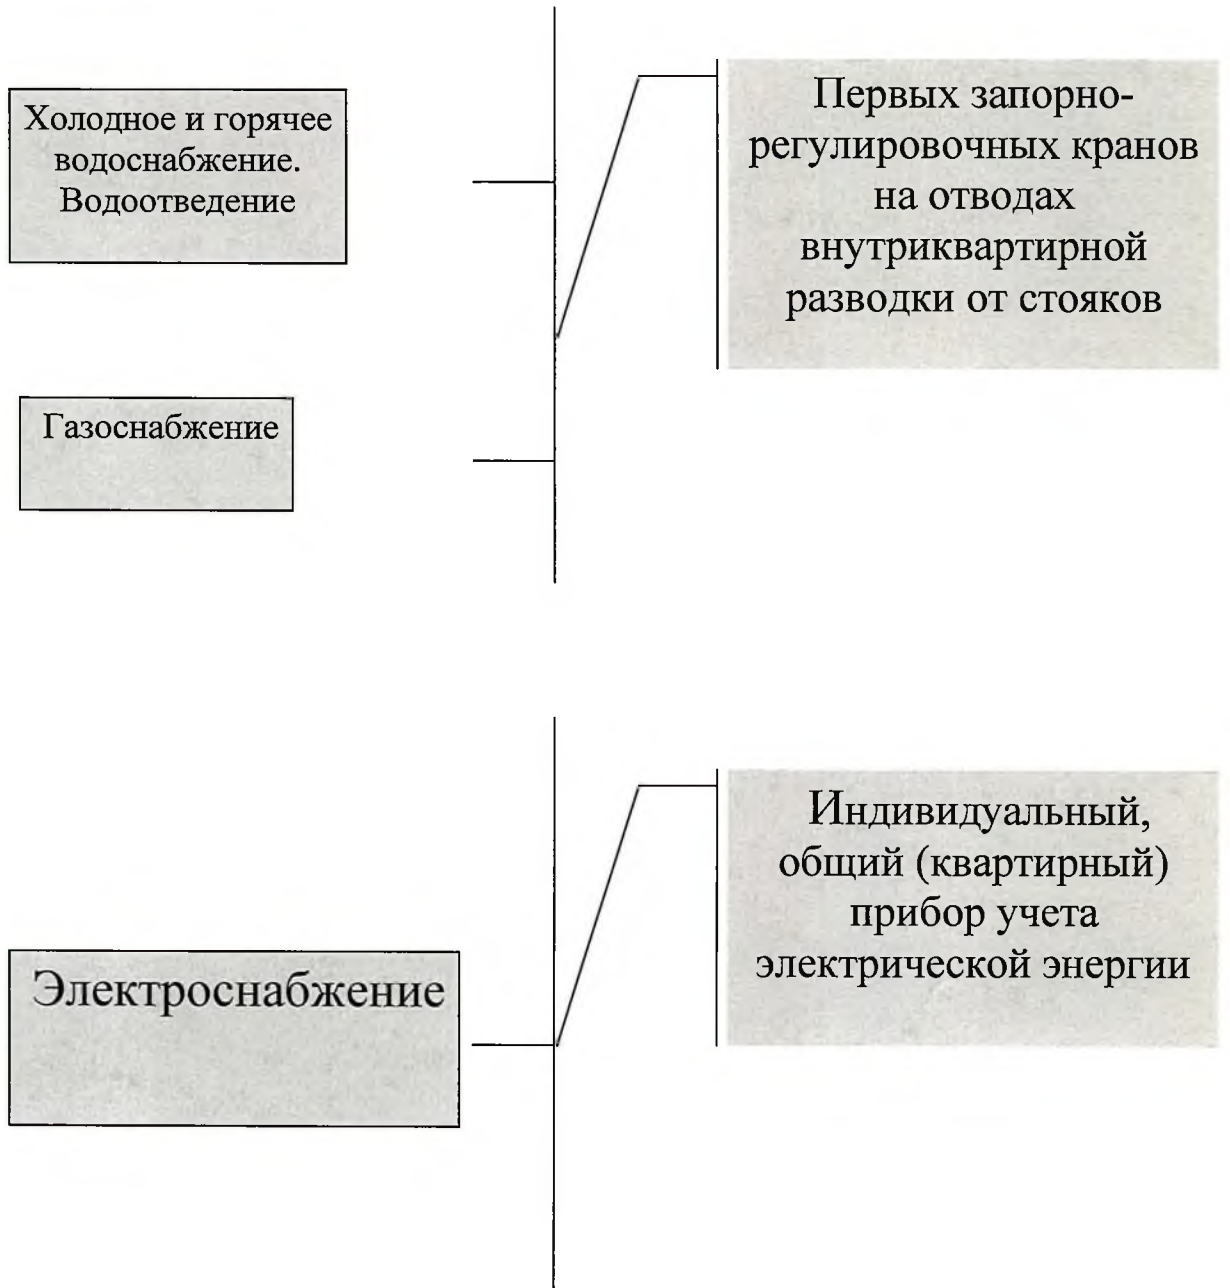 Холодное и горячее
водоснабжение.
Водоотведение
Первых запорно-
регулировочных кранов
на отводах
внутриквартирной
разводки от стояков
Газоснабжение
Индивидуальный,
общий (квартирный)
прибор учета
электрической энергии
Электроснабжение